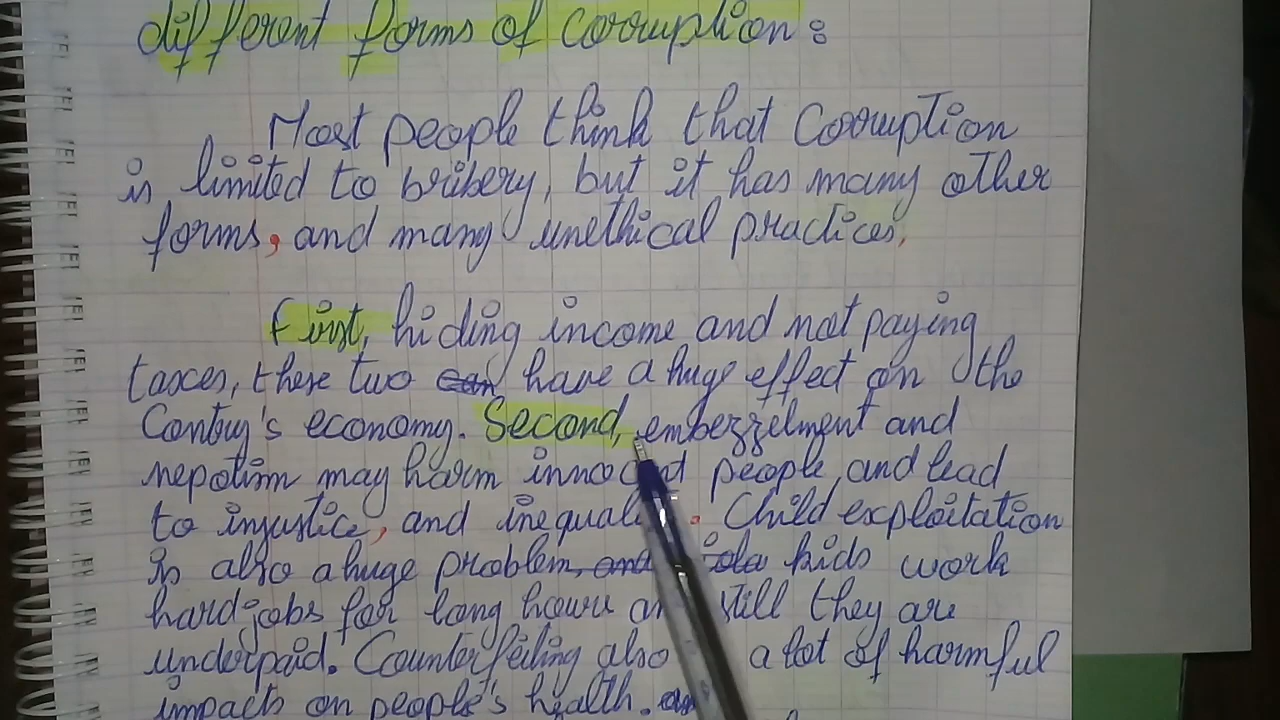 different forms of corruption:
Most people think that Corruption
is limited to bribery, but it has many other
forms, and many unethical practices.
First, hiding income and not paying
taxes, these two can have a huge effect on the
Contry's economy. Second, embezzelment and
nepotism may harm people, and lead
to injustice, and . Child exploitation
is also a huge problem, and kids work
hard jobs for long hours still they are
underpaid. Counterfeiting also a lot of harmful
impacts on people's health.